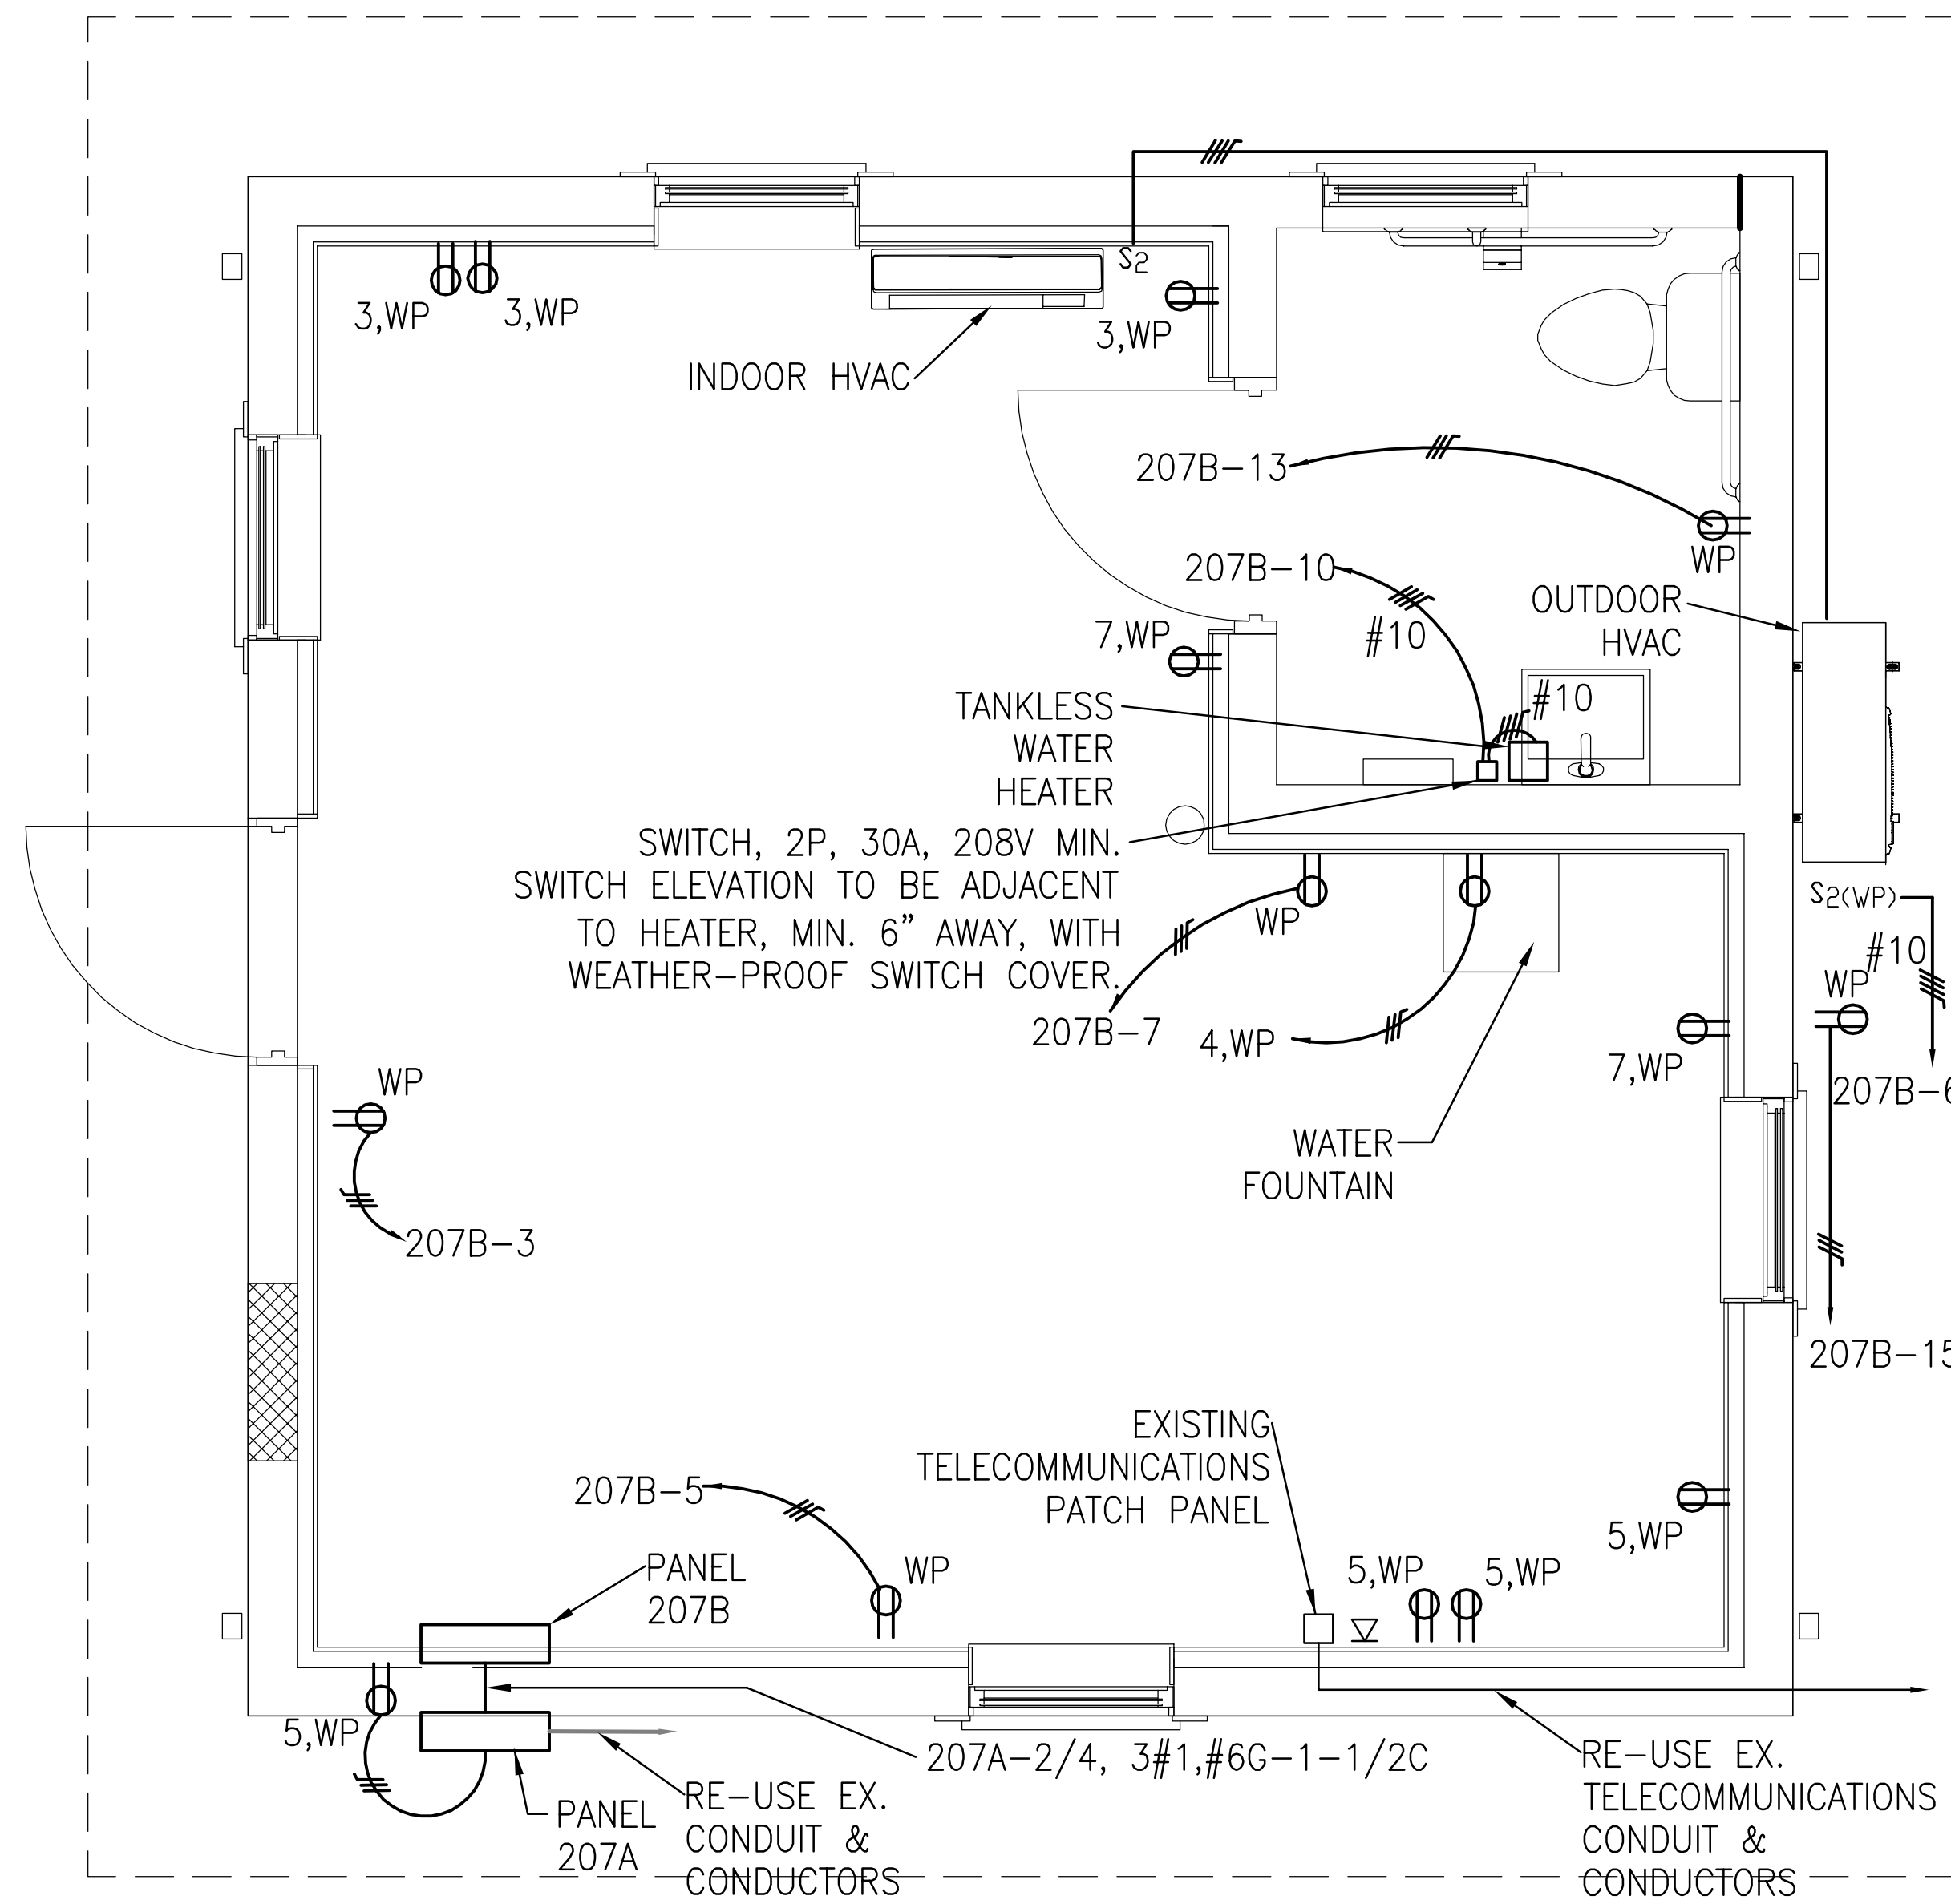 S2
3,WP
3,WP
3,WP
INDOOR HVAC
207B-13
WP
207B-10
#10
OUTDOOR
HVAC
7,WP
#10
TANKLESS
WATER
HEATER
SWITCH, 2P, 30A, 208V MIN.
SWITCH ELEVATION TO BE ADJACENT
TO HEATER, MIN. 6” AWAY, WITH
WEATHER-PROOF SWITCH COVER.
WP
S2(WP)
#10
WP
207B-7
4,WP
7,WP
WP
207B-6
WATER
FOUNTAIN
207B-3
207B-15
EXISTING
TELECOMMUNICATIONS
PATCH PANEL
207B-5
WP
5,WP
5,WP
5,WP
PANEL
207B
5,WP
207A-2/4, 3#1,#6G-1-1/2C
RE-USE EX.
CONDUIT &
CONDUCTORS
PANEL
207A
RE-USE EX.
TELECOMMUNICATIONS
CONDUIT &
CONDUCTORS